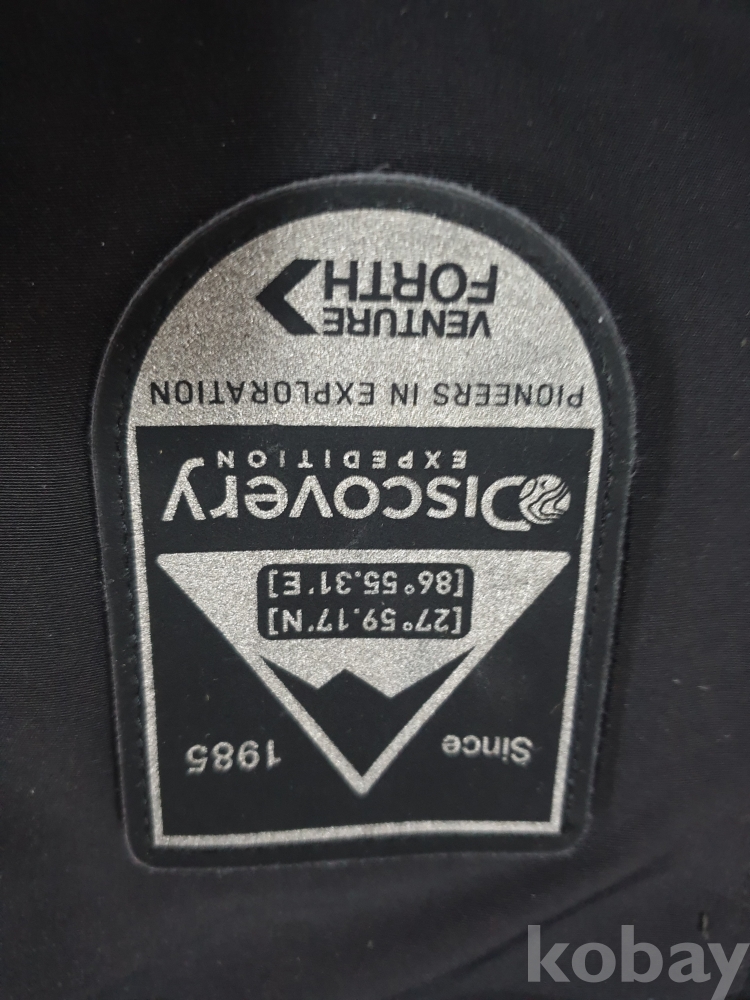 Since 1985
[27°59.17'N]
[86°55.31'E]
Discovery
EXPEDITION
PIONEERS IN EXPLORATION
VENTURE
FORTH
kobay